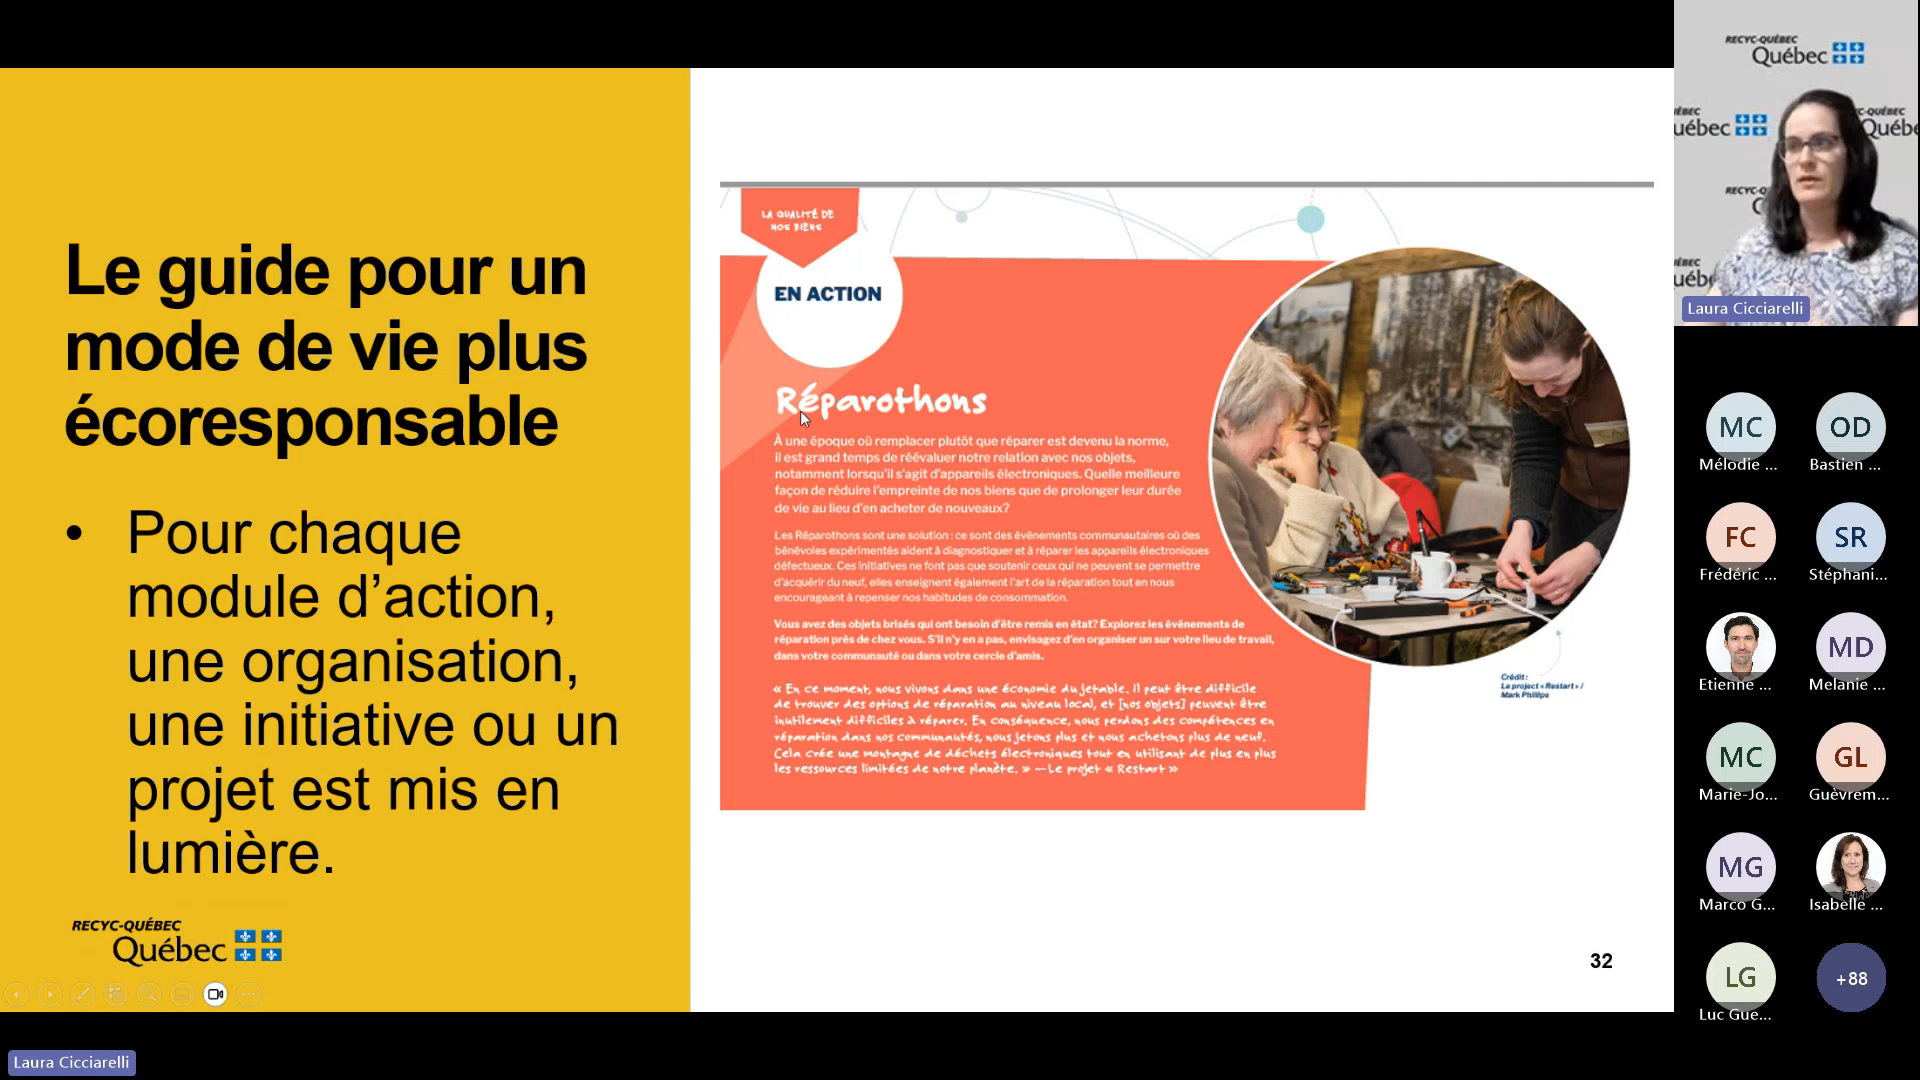 Le guide pour un
mode de vie plus
écoresponsable
• Pour chaque
module d’action,
une organisation,
une initiative ou un
projet est mis en
lumière.
RECYC-QUÉBEC
Québec
LA QUALITÉ DE
NOS BIENS
EN ACTION
Réparothons
À une époque où remplacer plutôt que réparer est devenu la norme,
il est grand temps de réévaluer notre relation avec nos objets,
notamment lorsqu’il s’agit d’appareils électroniques. Quelle meilleure
façon de réduire l’empreinte de nos biens que de prolonger leur durée
de vie au lieu d’en acheter de nouveaux?
Les Réparothons sont une solution : ce sont des événements communautaires où des
bénévoles expérimentés aident à diagnostiquer et à réparer les appareils électroniques
défectueux. Ces initiatives ne font pas que soutenir ceux qui ne peuvent se permettre
d’acquérir du neuf, elles enseignent également l’art de la réparation tout en nous
encourageant à repenser nos habitudes de consommation.
Vous avez des objets brisés qui ont besoin d’être remis en état? Explorez les événements de
réparation près de chez vous. S’il n’y en a pas, envisagez d’en organiser un sur votre lieu de travail,
dans votre communauté ou dans votre cercle d’amis.
« En ce moment, nous vivons dans une économie du jetable. Il peut être difficile
de trouver des options de réparation au niveau local, et [nos objets] peuvent être
inutilement difficiles à réparer. En conséquence, nous perdons des compétences en
réparation dans nos communautés, nous jetons plus et nous achetons plus de neuf.
Cela crée une montagne de déchets électroniques tout en utilisant de plus en plus
les ressources limitées de notre planète. » — Le projet « Restart »
Crédit :
Le project « Restart » /
Mark Phillips
32
RECYC-QUÉBEC
Québec
Laura Cicciarelli
MC
Mélodie ...
OD
Bastien ...
FC
Frédéric ...
SR
Stéphani...
Etienne ...
MD
Melanie ...
MC
Marie-Jo...
GL
Guèvrem...
MG
Marco G...
Isabelle ...
LG
Luc Gue...
+88
Laura Cicciarelli